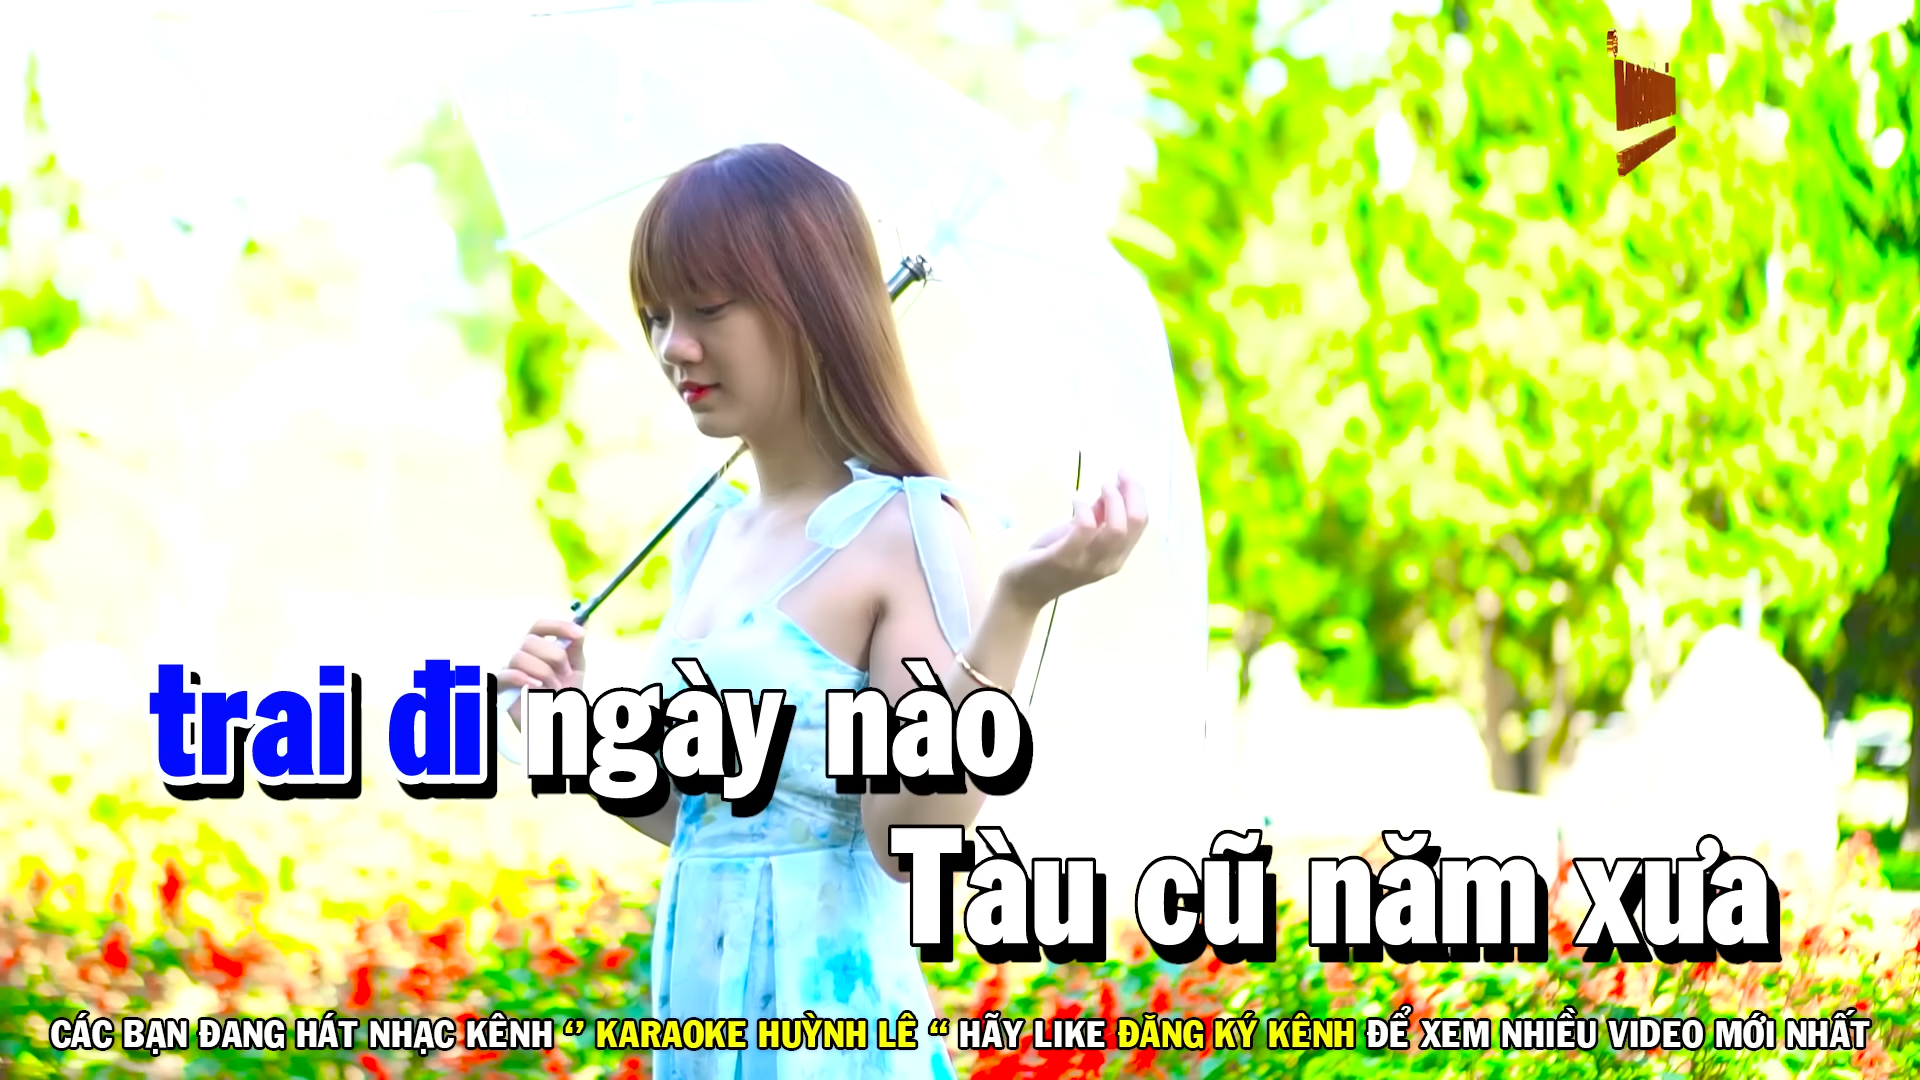 trai đi ngày nào
Tàu cũ năm xưa
CÁC BẠN ĐANG HÁT NHẠC KÊNH ‘’ KARAOKE HUỲNH LÊ “ HÃY LIKE ĐĂNG KÝ KÊNH ĐỂ XEM NHIỀU VIDEO MỚI NHẤT